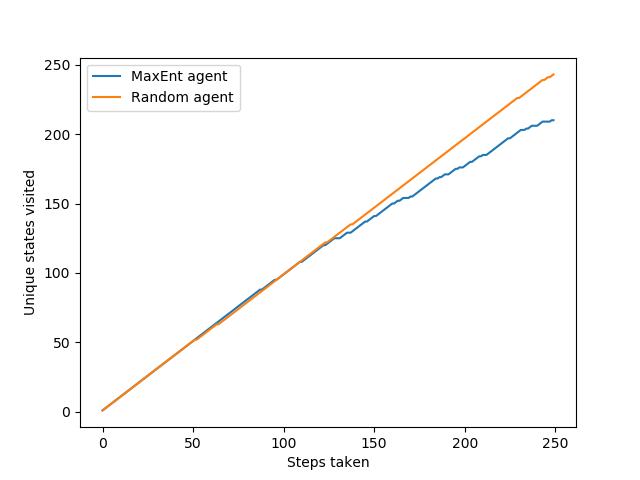 MaxEnt agent
Random agent
250
200
150
100
50
0
Unique states visited
0 50 100 150 200 250
Steps taken